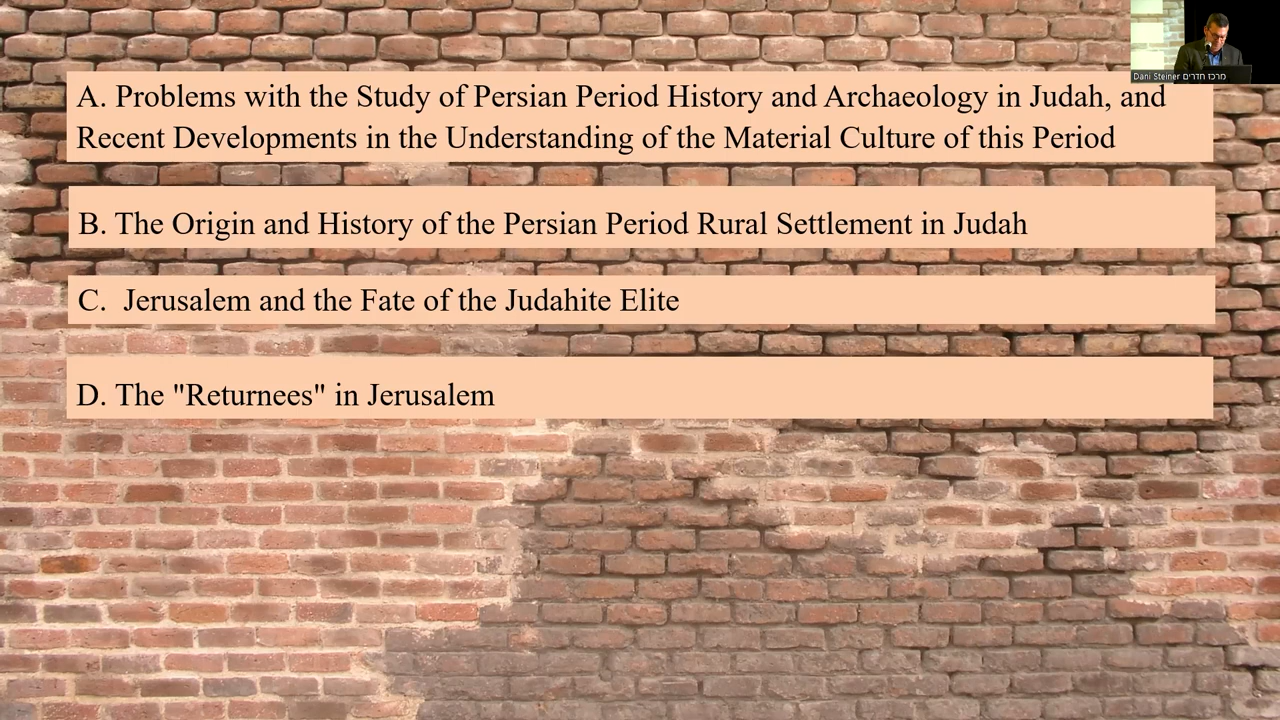 Dani Steiner מרכז חדרים
A. Problems with the Study of Persian Period History and Archaeology in Judah, and
Recent Developments in the Understanding of the Material Culture of this Period
B. The Origin and History of the Persian Period Rural Settlement in Judah
C.  Jerusalem and the Fate of the Judahite Elite
D. The "Returnees" in Jerusalem